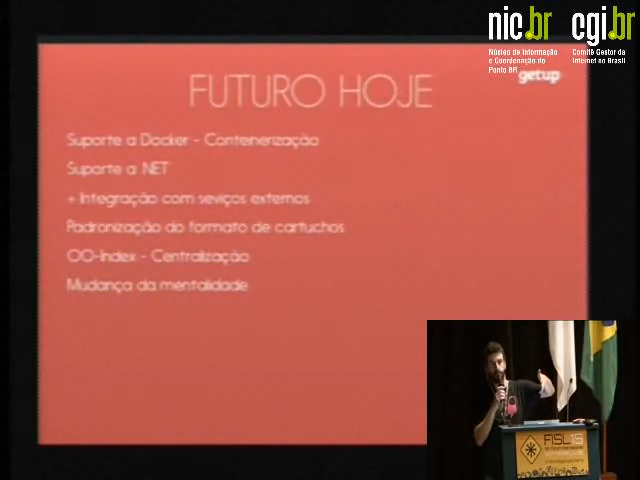 nic.br cgi.br
Núcleo de Informação
e Coordenação do
Ponto BR
Comitê Gestor da
Internet no Brasil
getup
FUTURO HOJE
Suporte a Docker - Conteinerização
Suporte a .NET
+ Integração com seviços externos
Padronização do formato de cartuchos
OO-Index - Centralização
Mudança da mentalidade
FISL15